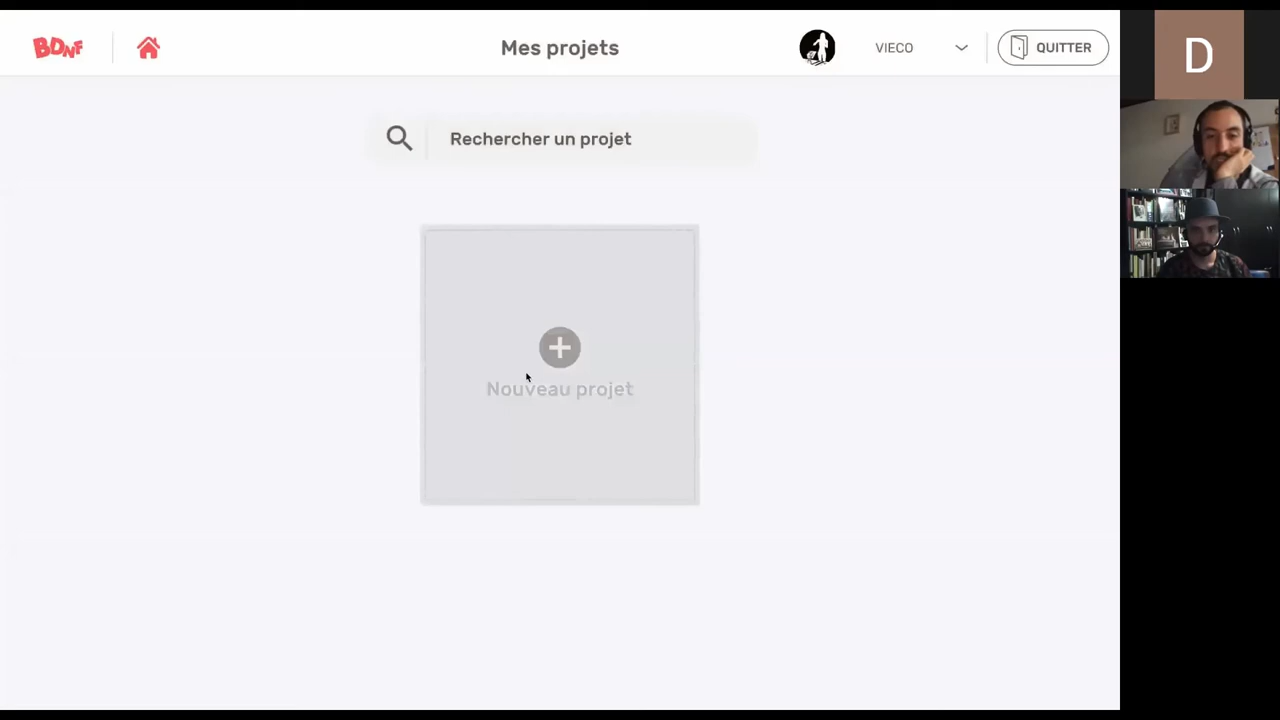 BDNF
Mes projets
VIECO
QUITTER
D
Rechercher un projet
Nouveau projet